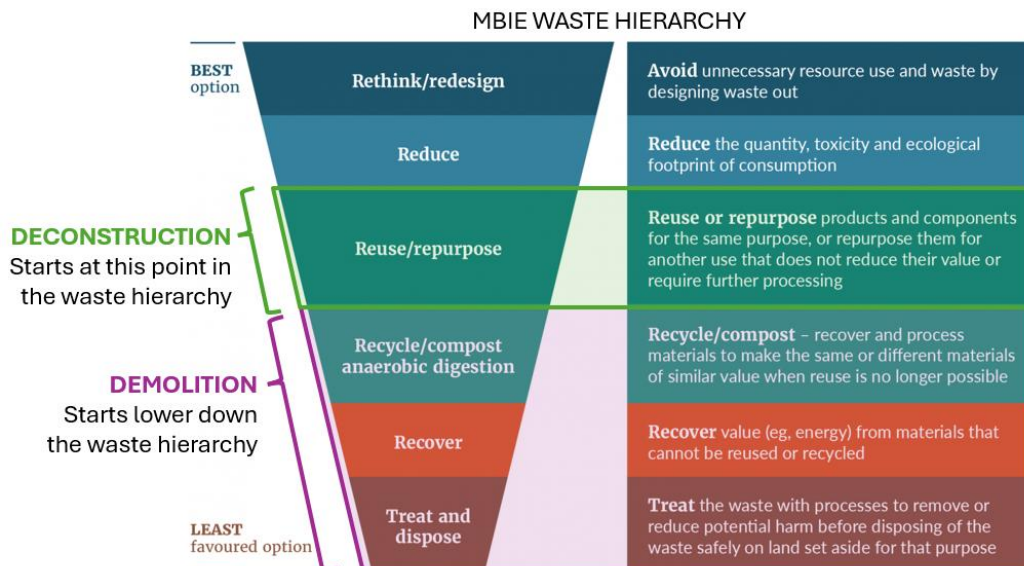 MBIE WASTE HIERARCHY
BEST
option
Rethink/redesign
Avoid unnecessary resource use and waste by
designing waste out
Reduce
Reduce the quantity, toxicity and ecological
footprint of consumption
DECONSTRUCTION
Starts at this point in
the waste hierarchy
Reuse/repurpose
Reuse or repurpose products and components
for the same purpose, or repurpose them for
another use that does not reduce their value or
require further processing
DEMOLITION
Starts lower down
the waste hierarchy
Recycle/compost
anaerobic digestion
Recycle/compost – recover and process
materials to make the same or different materials
of similar value when reuse is no longer possible
Recover
Recover value (eg, energy) from materials that
cannot be reused or recycled
LEAST
favoured option
Treat and
dispose
Treat the waste with processes to remove or
reduce potential harm before disposing of the
waste safely on land set aside for that purpose